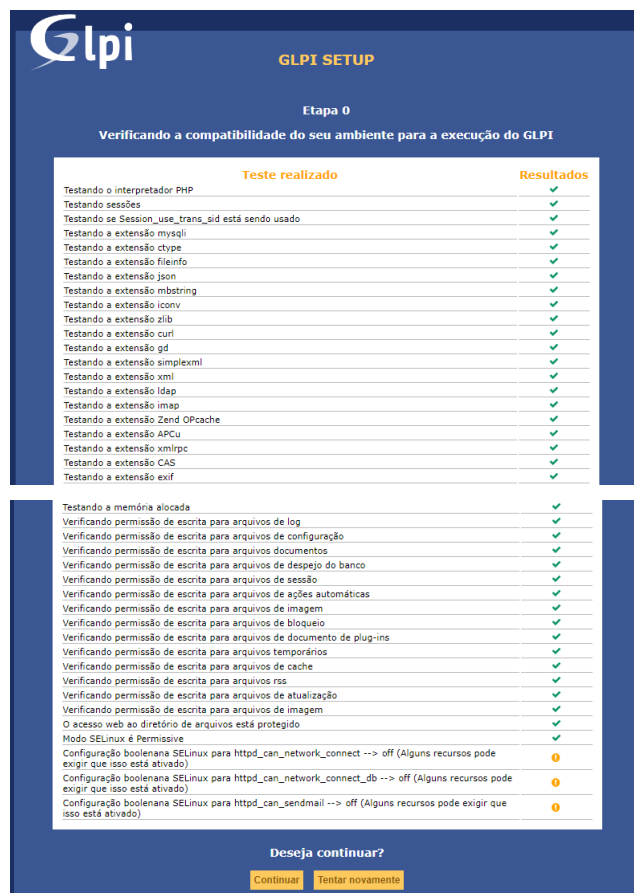 Glpi
GLPI SETUP
Etapa 0
Verificando a compatibilidade do seu ambiente para a execução do GLPI
Teste realizado Resultados
Testando o interpretador PHP
Testando sessões
Testando se Session_use_trans_sid está sendo usado
Testando a extensão mysqli
Testando a extensão ctype
Testando a extensão fileinfo
Testando a extensão json
Testando a extensão mbstring
Testando a extensão iconv
Testando a extensão zlib
Testando a extensão curl
Testando a extensão gd
Testando a extensão simplexml
Testando a extensão xml
Testando a extensão ldap
Testando a extensão imap
Testando a extensão Zend OPcache
Testando a extensão APCu
Testando a extensão xmlrpc
Testando a extensão CAS
Testando a extensão exif
Testando a memória alocada
Verificando permissão de escrita para arquivos de log
Verificando permissão de escrita para arquivos de configuração
Verificando permissão de escrita para arquivos documentos
Verificando permissão de escrita para arquivos de despejo do banco
Verificando permissão de escrita para arquivos de sessão
Verificando permissão de escrita para arquivos de ações automáticas
Verificando permissão de escrita para arquivos de imagem
Verificando permissão de escrita para arquivos de bloqueio
Verificando permissão de escrita para arquivos de documento de plug-ins
Verificando permissão de escrita para arquivos temporários
Verificando permissão de escrita para arquivos de cache
Verificando permissão de escrita para arquivos rss
Verificando permissão de escrita para arquivos de atualização
Verificando permissão de escrita para arquivos de imagem
O acesso web ao diretório de arquivos está protegido
Modo SELinux é Permissive
Configuração boolenana SELinux para httpd_can_network_connect --> off (Alguns recursos pode
exigir que isso está ativado)
Configuração boolenana SELinux para httpd_can_network_connect_db --> off (Alguns recursos pode
exigir que isso está ativado)
Configuração boolenana SELinux para httpd_can_sendmail --> off (Alguns recursos pode exigir que
isso está ativado)
Deseja continuar?
Continuar Tentar novamente